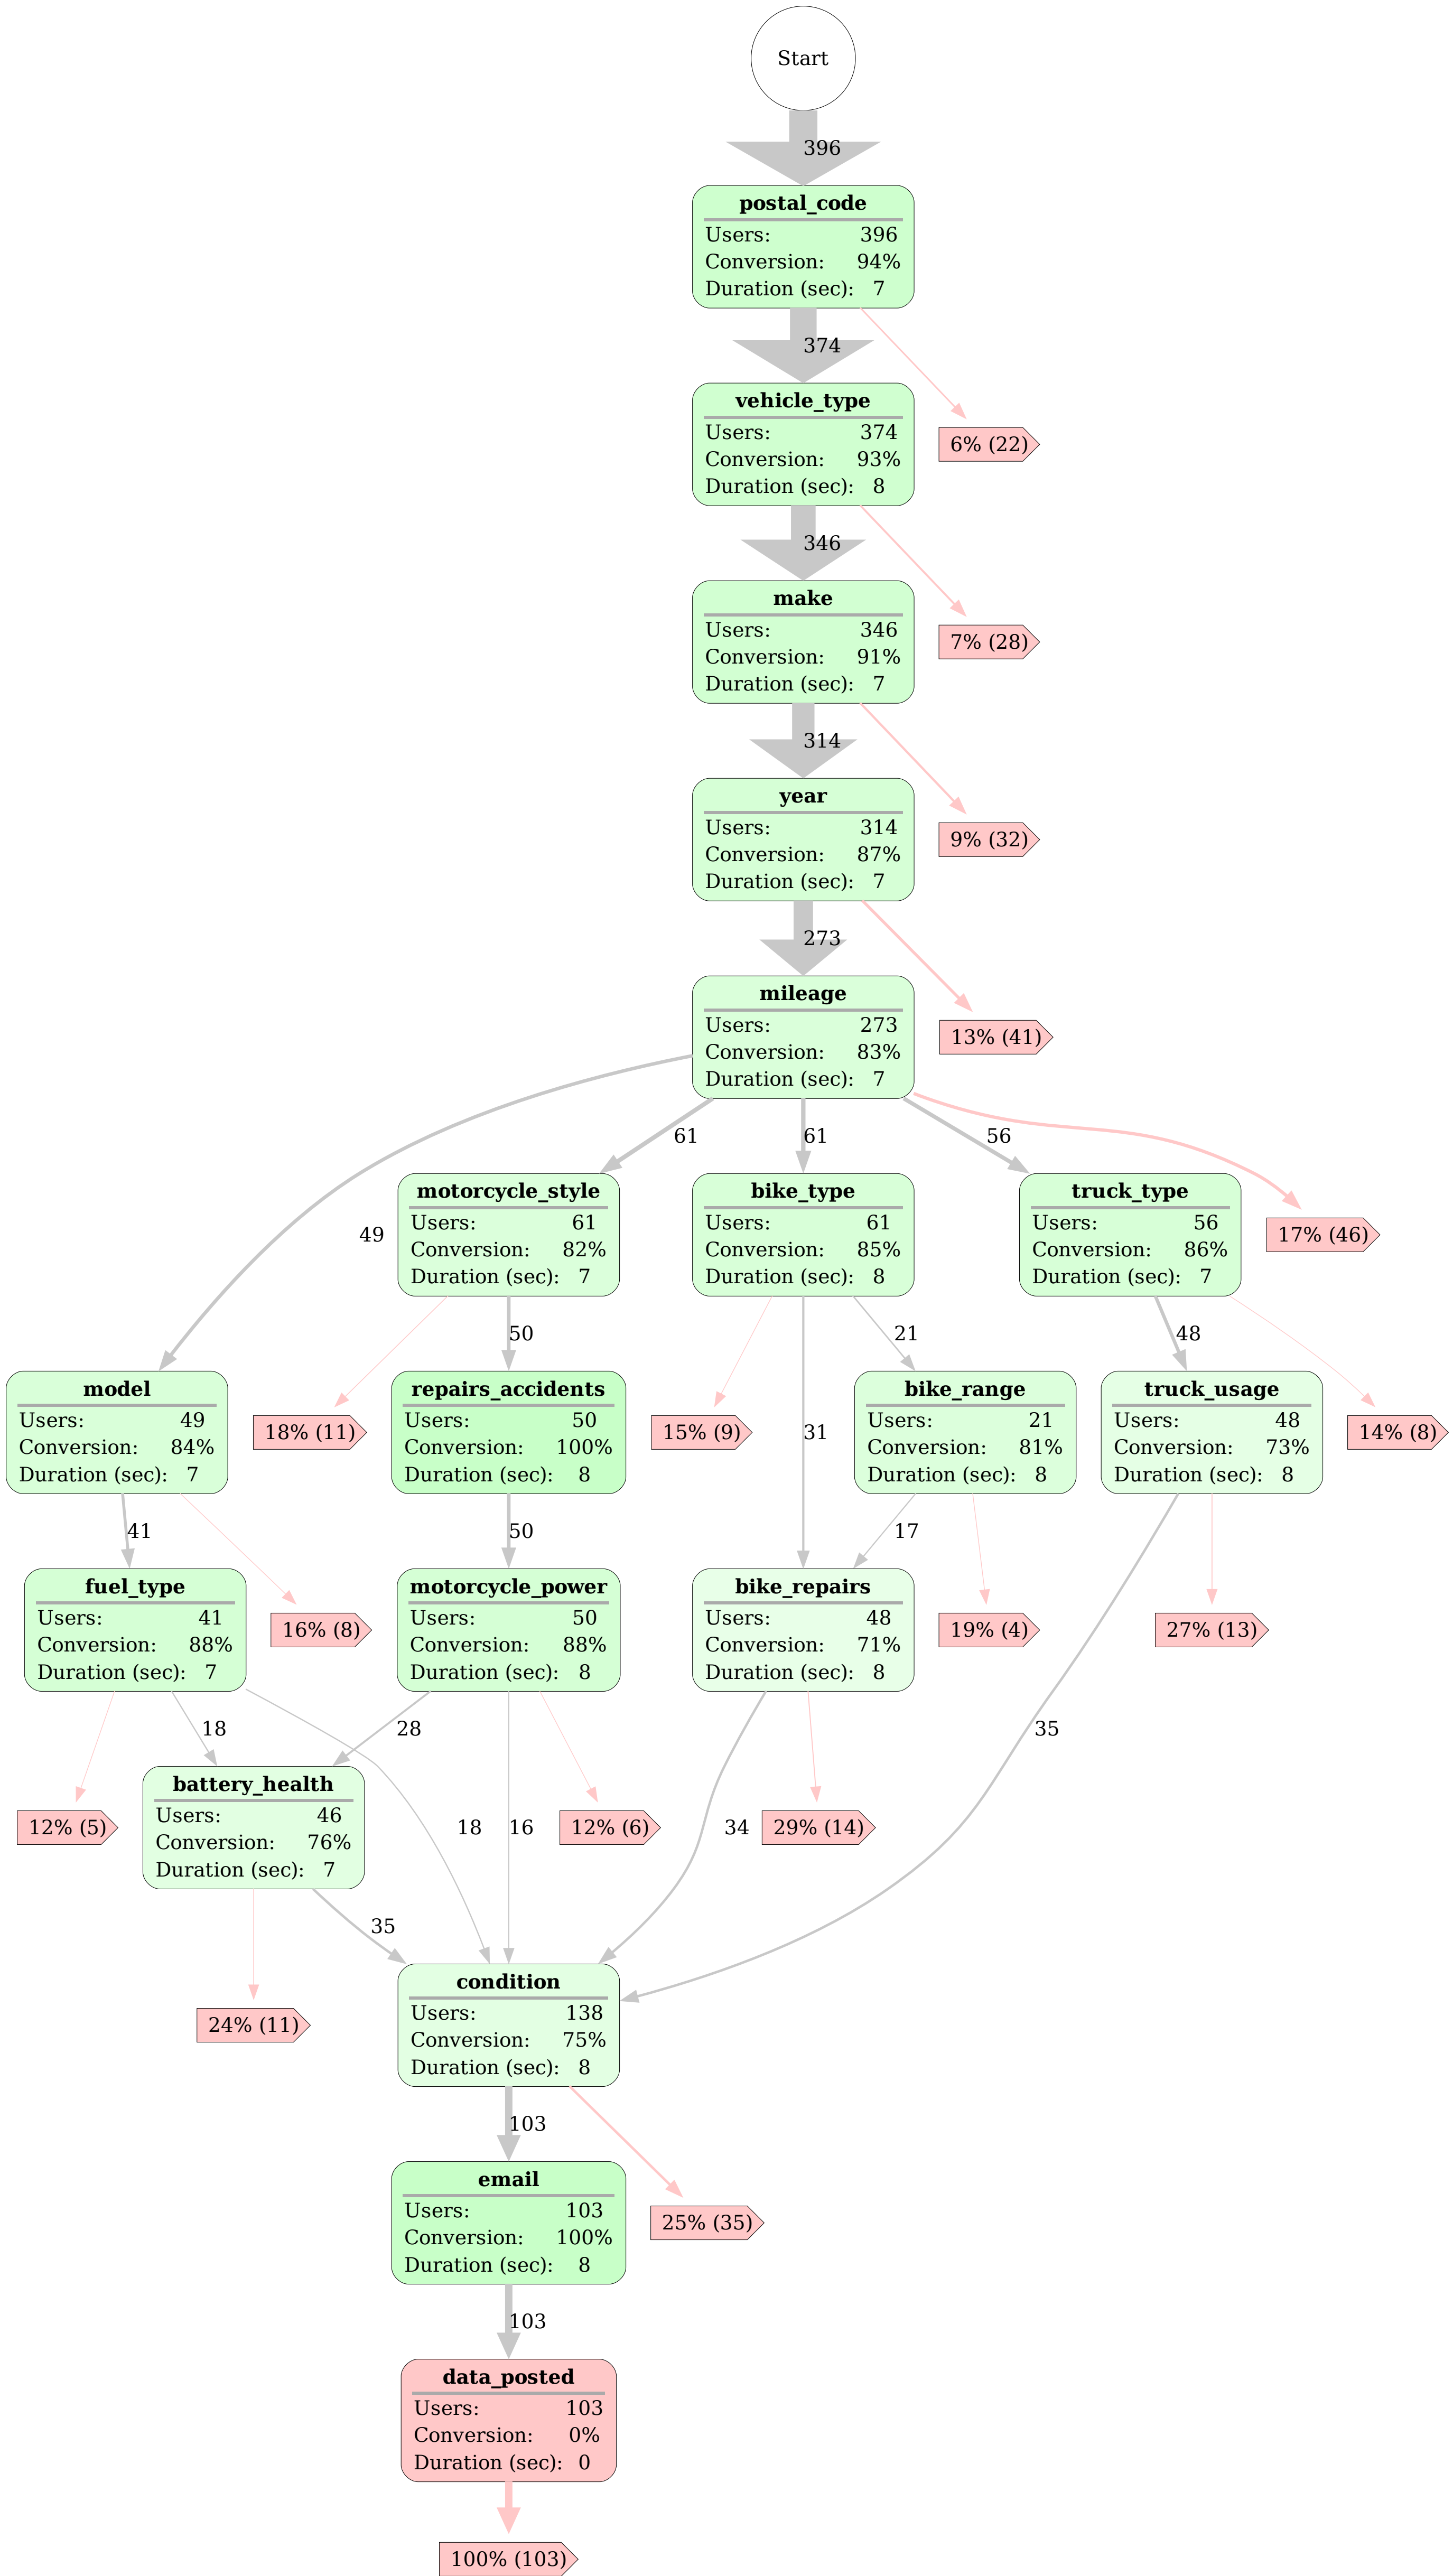 Start
396
postal_code
Users: 396
Conversion: 94%
Duration (sec): 7
374
vehicle_type
Users: 374
Conversion: 93%
Duration (sec): 8
6% (22)
346
make
Users: 346
Conversion: 91%
Duration (sec): 7
7% (28)
314
year
Users: 314
Conversion: 87%
Duration (sec): 7
9% (32)
273
mileage
Users: 273
Conversion: 83%
Duration (sec): 7
13% (41)
61
61
56
49
motorcycle_style
Users: 61
Conversion: 82%
Duration (sec): 7
bike_type
Users: 61
Conversion: 85%
Duration (sec): 8
truck_type
Users: 56
Conversion: 86%
Duration (sec): 7
17% (46)
50
21
48
model
Users: 49
Conversion: 84%
Duration (sec): 7
18% (11)
repairs_accidents
Users: 50
Conversion: 100%
Duration (sec): 8
15% (9)
31
bike_range
Users: 21
Conversion: 81%
Duration (sec): 8
truck_usage
Users: 48
Conversion: 73%
Duration (sec): 8
14% (8)
41
50
17
fuel_type
Users: 41
Conversion: 88%
Duration (sec): 7
16% (8)
motorcycle_power
Users: 50
Conversion: 88%
Duration (sec): 8
bike_repairs
Users: 48
Conversion: 71%
Duration (sec): 8
19% (4)
27% (13)
18
28
35
12% (5)
battery_health
Users: 46
Conversion: 76%
Duration (sec): 7
18
16
12% (6)
34
29% (14)
35
24% (11)
condition
Users: 138
Conversion: 75%
Duration (sec): 8
103
email
Users: 103
Conversion: 100%
Duration (sec): 8
25% (35)
103
data_posted
Users: 103
Conversion: 0%
Duration (sec): 0
100% (103)